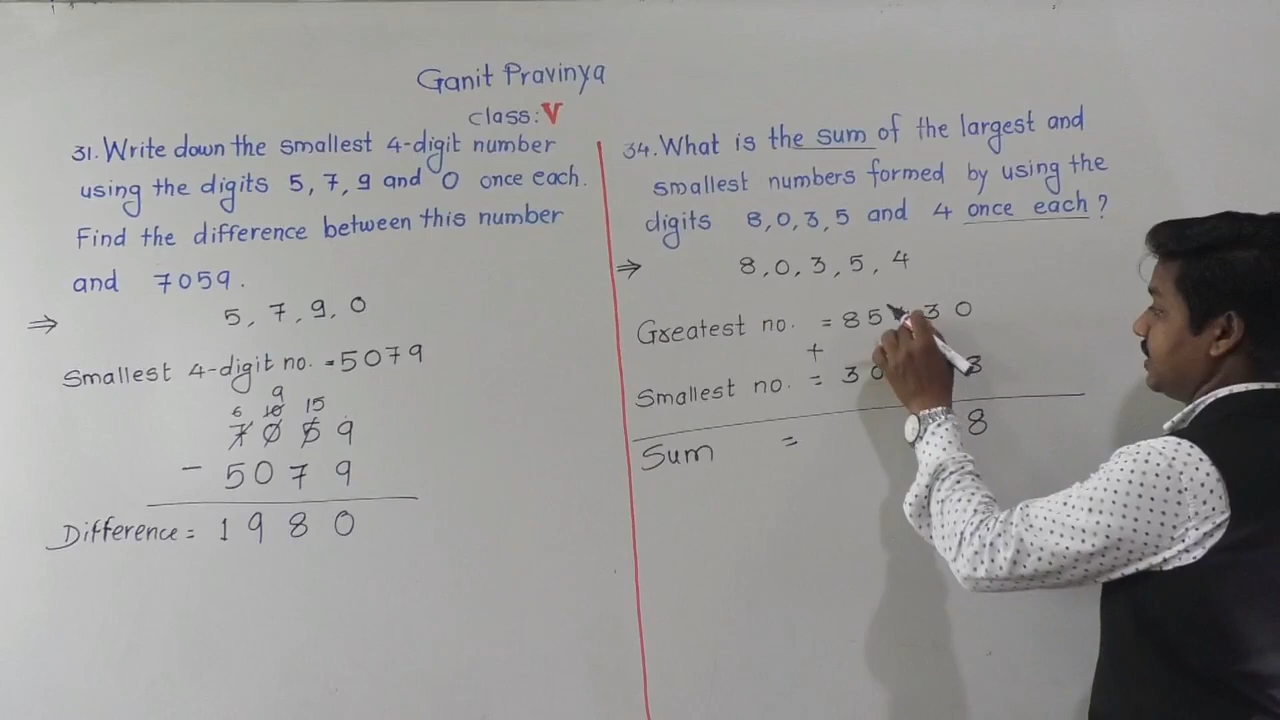 Ganit Pravinya
class: V
31. Write down the smallest 4-digit number
using the digits 5, 7, 9 and 0 once each.
Find the difference between this number
and 7059.
⇒ 5, 7, 9, 0
Smallest 4-digit no. = 5079
9
6 10 15
7 0 5 9
- 5 0 7 9
Difference = 1 9 8 0
34. What is the sum of the largest and
smallest numbers formed by using the
digits 8, 0, 3, 5 and 4 once each?
⇒ 8, 0, 3, 5, 4
Greatest no. = 8 5 3 0
+
Smallest no. = 3 0
Sum = 8